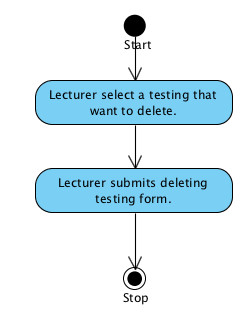 Start
Lecturer select a testing that
want to delete.
Lecturer submits deleting
testing form.
Stop